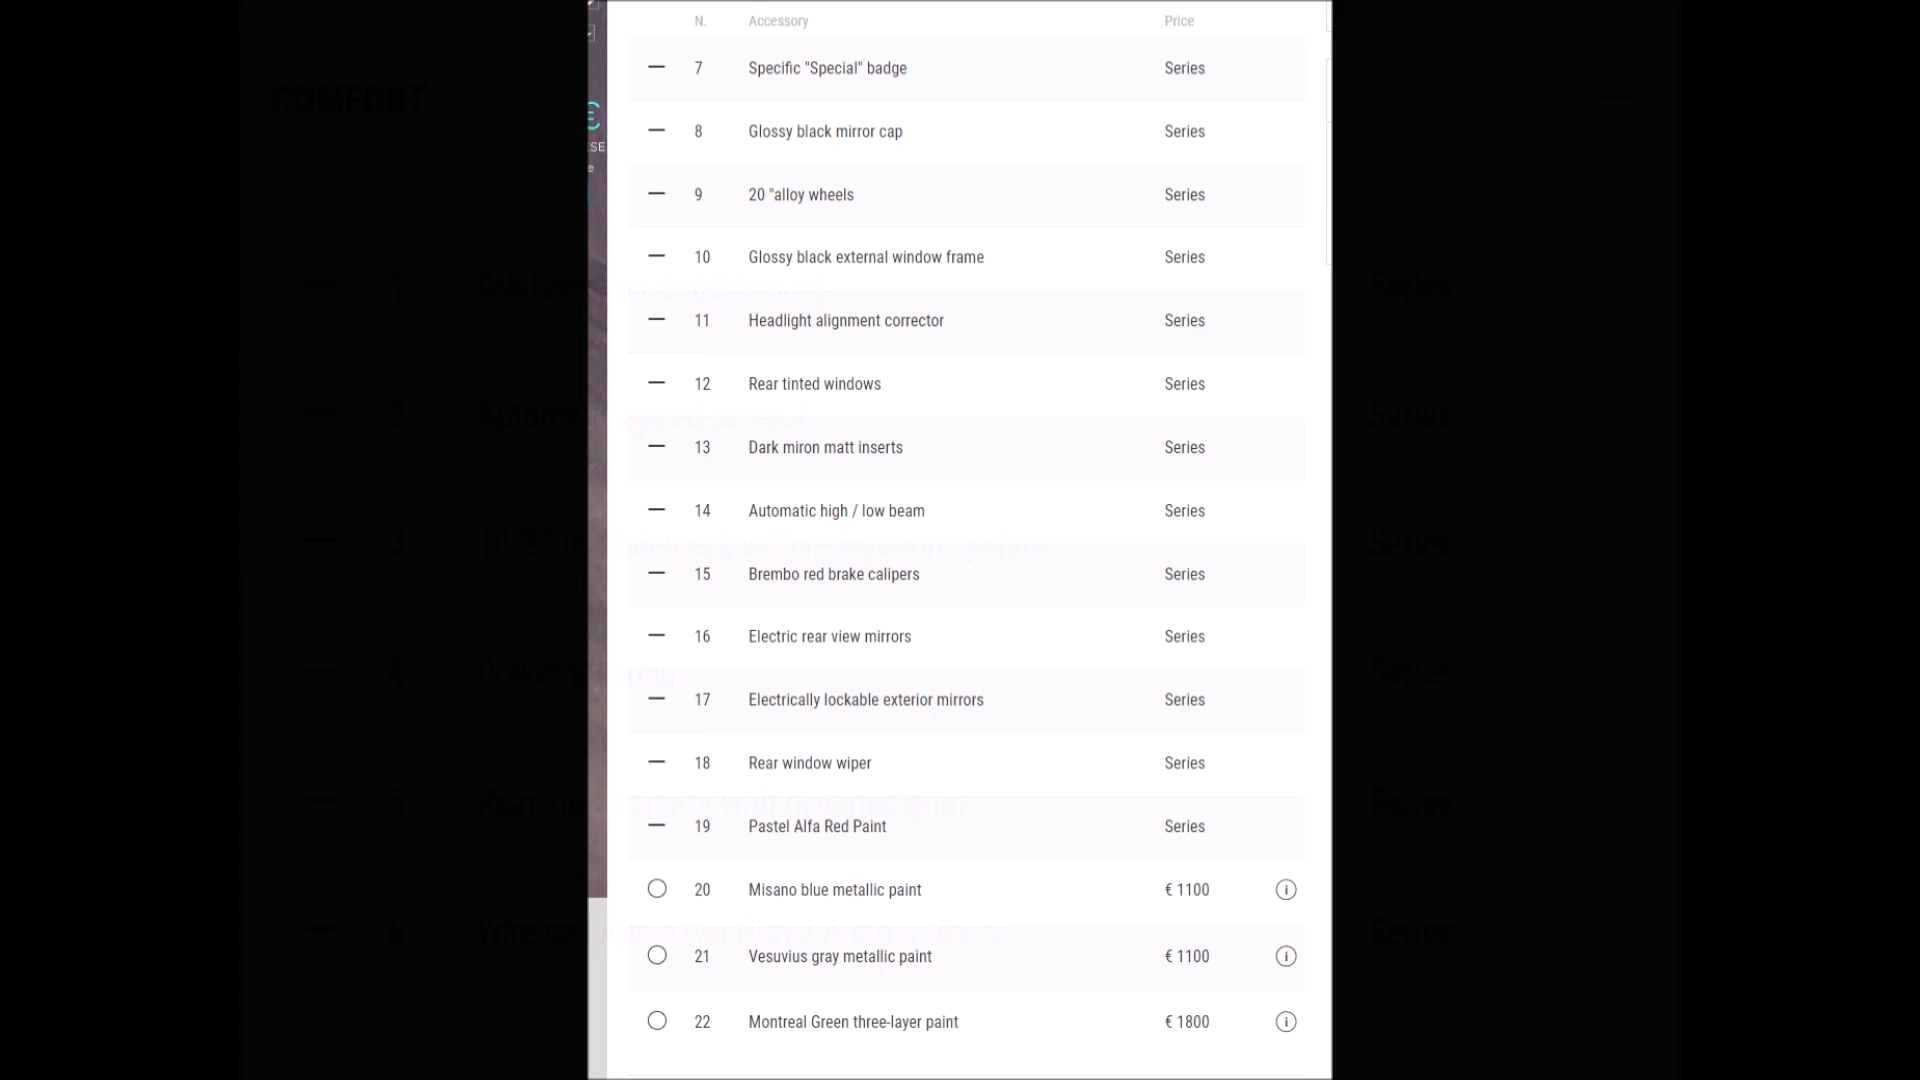 N. Accessory Price
7 Specific "Special" badge Series
8 Glossy black mirror cap Series
9 20 "alloy wheels Series
10 Glossy black external window frame Series
11 Headlight alignment corrector Series
12 Rear tinted windows Series
13 Dark miron matt inserts Series
14 Automatic high / low beam Series
15 Brembo red brake calipers Series
16 Electric rear view mirrors Series
17 Electrically lockable exterior mirrors Series
18 Rear window wiper Series
19 Pastel Alfa Red Paint Series
20 Misano blue metallic paint € 1100
21 Vesuvius gray metallic paint € 1100
22 Montreal Green three-layer paint € 1800